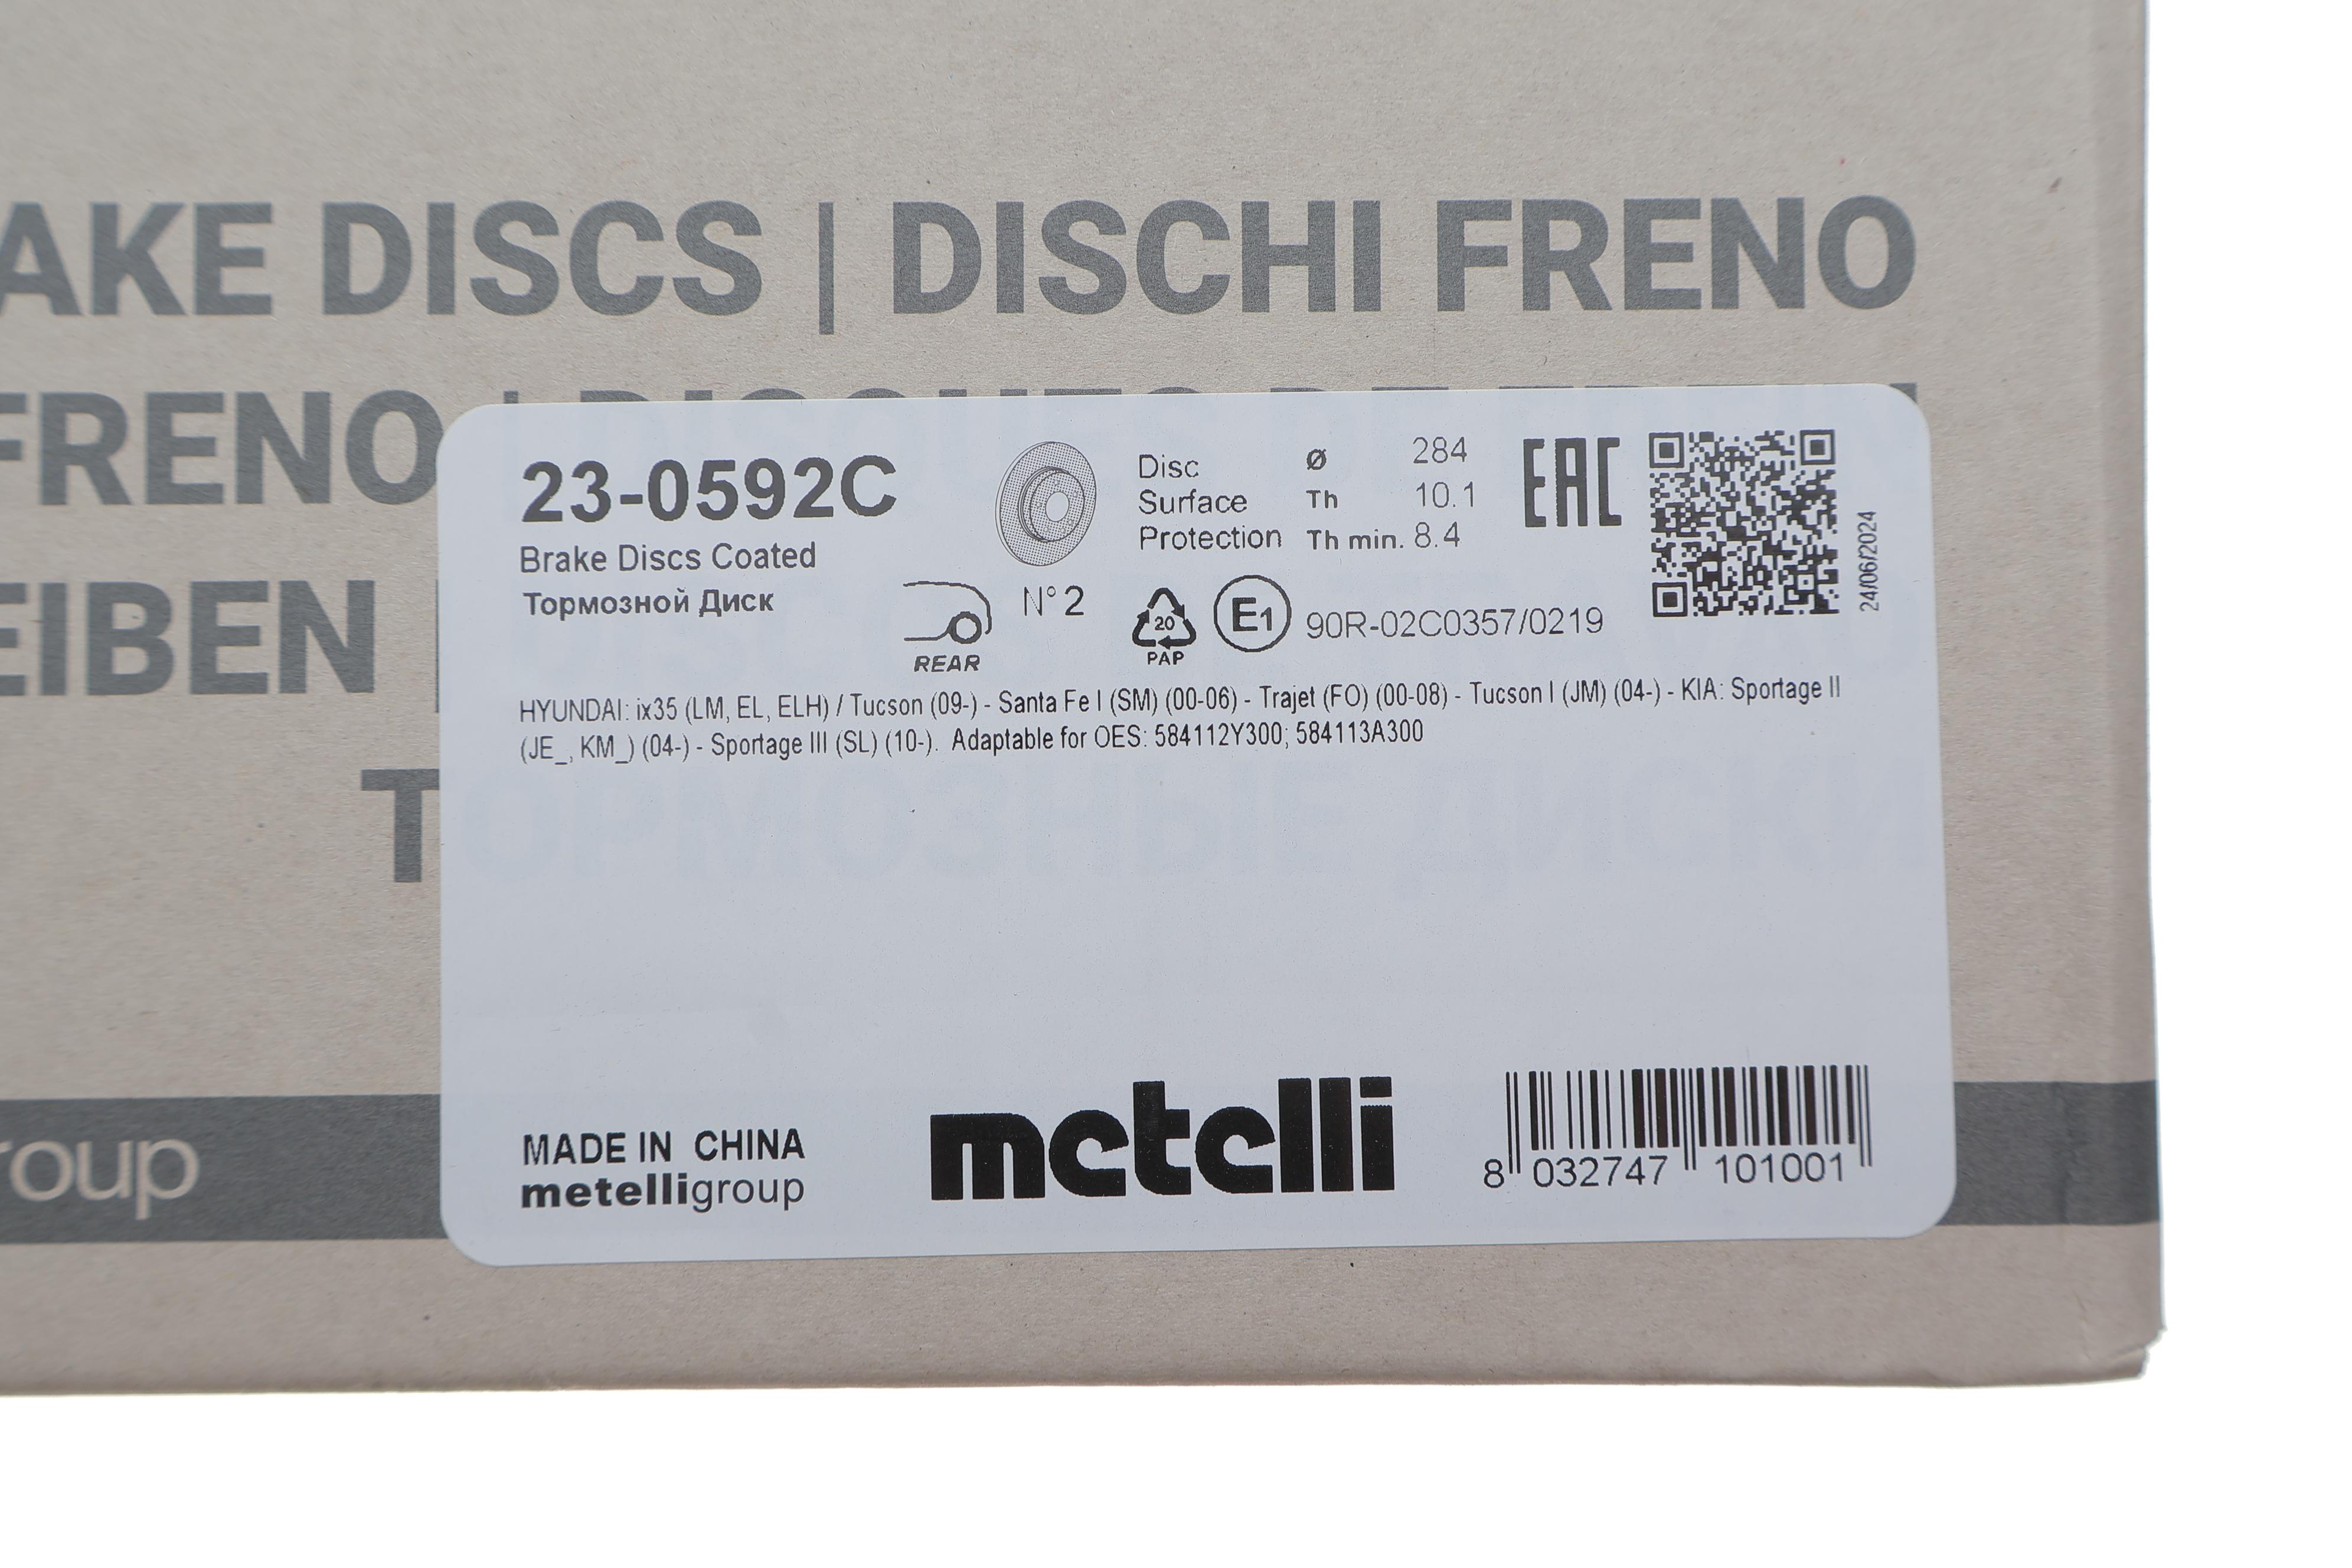 AKE DISCS | DISCHI FRENO
FRENO |
EIBEN |
23-0592C
Brake Discs Coated
Тормозной Диск
REAR
N° 2
Disc
Surface
Protection
Ø 284
Th 10.1
Th min. 8.4
EAC
24/06/2024
20
PAP
E1
90R-02C0357/0219
HYUNDAI: ix35 (LM, EL, ELH) / Tucson (09-) - Santa Fe I (SM) (00-06) - Trajet (FO) (00-08) - Tucson I (JM) (04-) - KIA: Sportage II
(JE_, KM_) (04-) - Sportage III (SL) (10-). Adaptable for OES: 584112Y300; 584113A300
ТОРМОЗНЫЕ ДИСКИ
roup
MADE IN CHINA
metelligroup
metelli
8 032747 101001